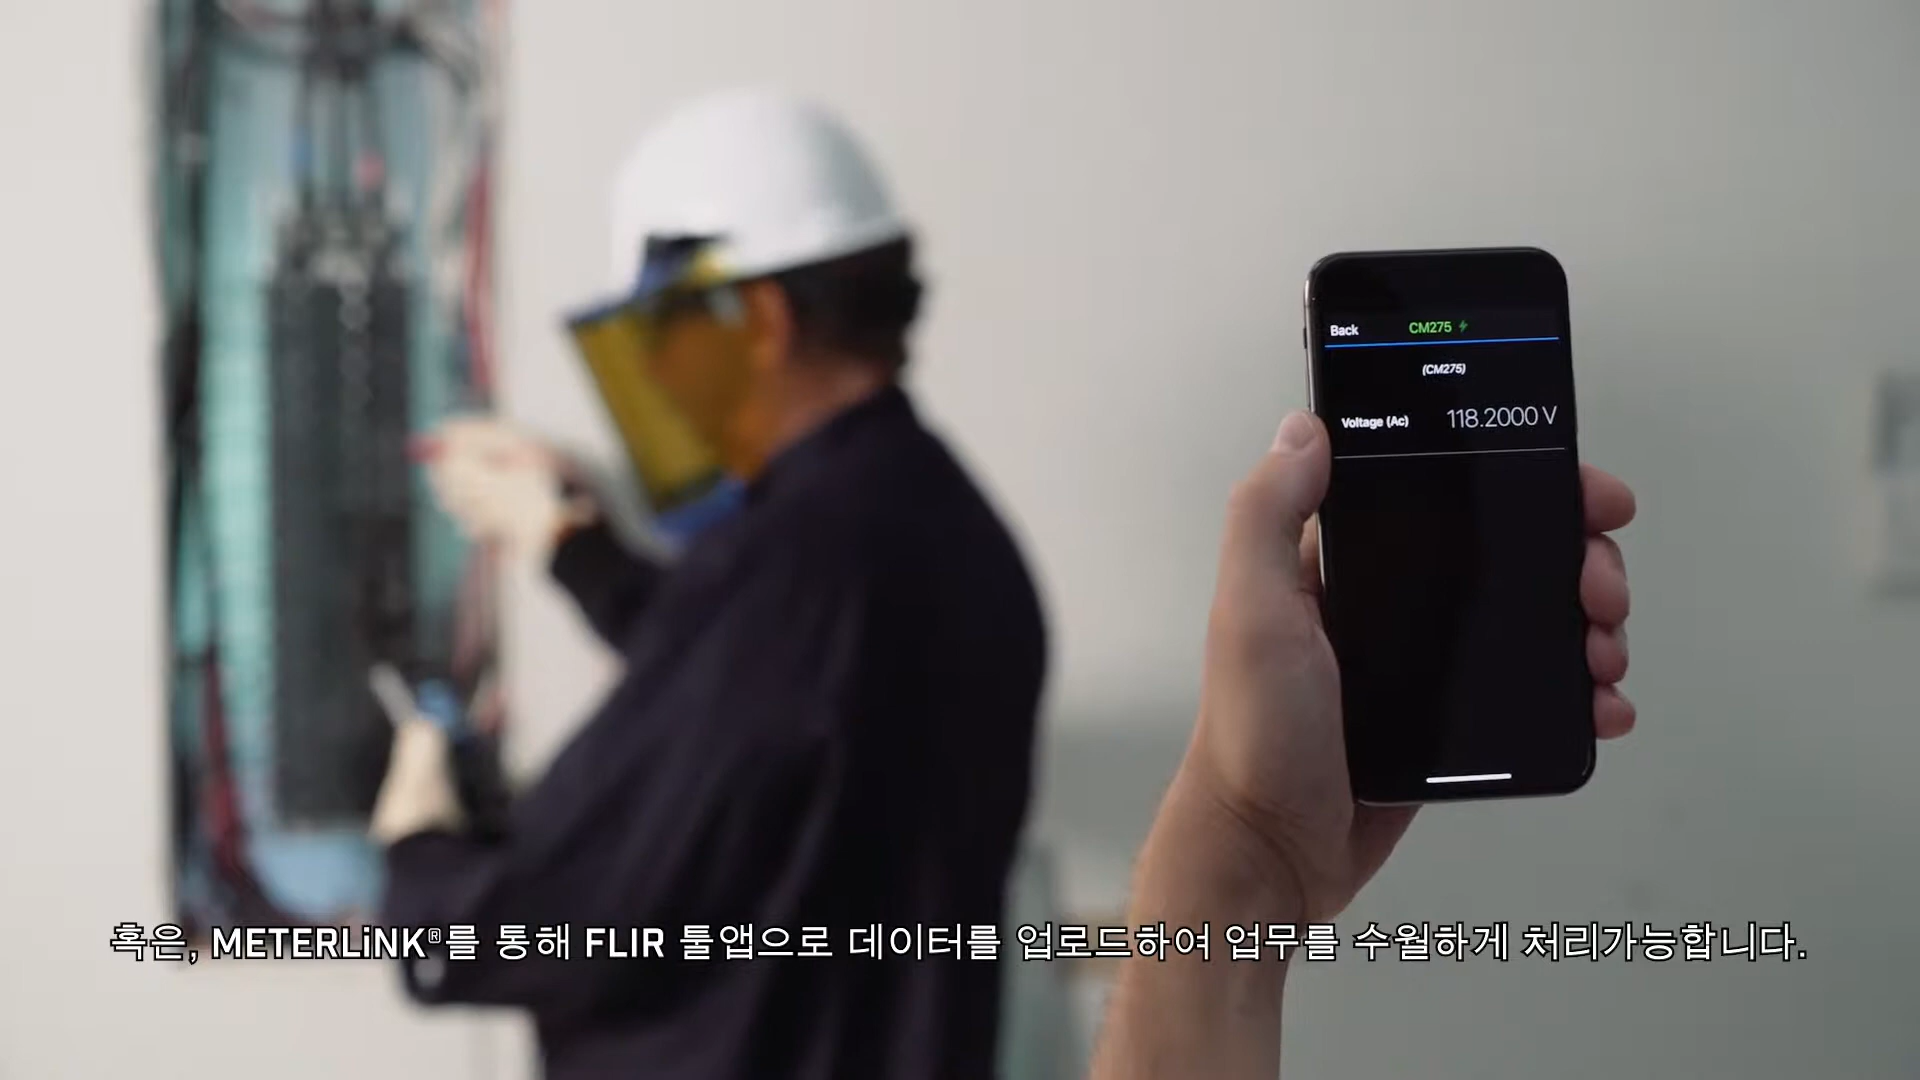 Back CM275
(CM275)
Voltage (Ac) 118.2000 V
혹은, METERLiNK®를 통해 FLIR 툴앱으로 데이터를 업로드하여 업무를 수월하게 처리가능합니다.